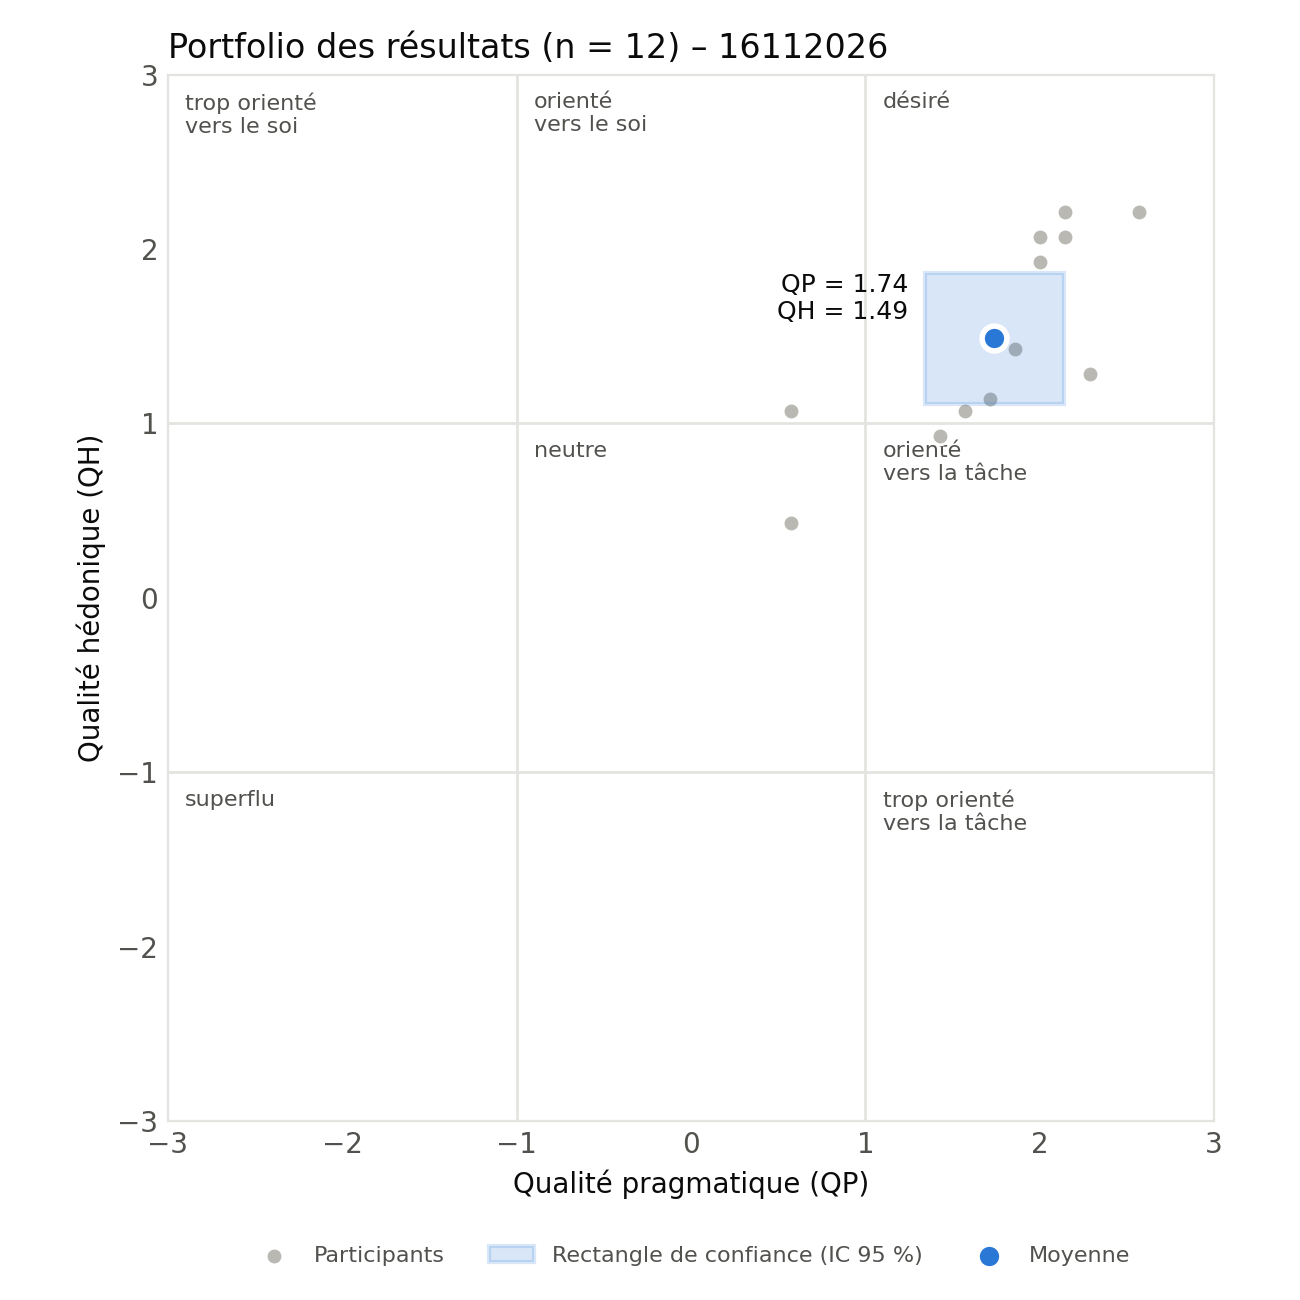 Portfolio des résultats (n = 12) – 16112026
3
trop orienté
vers le soi
orienté
vers le soi
désiré
2
QP = 1.74
QH = 1.49
1
neutre
orienté
vers la tâche
Qualité hédonique (QH)
0
−1
superflu
trop orienté
vers la tâche
−2
−3
−3
−2
−1
0
1
2
3
Qualité pragmatique (QP)
Participants
Rectangle de confiance (IC 95 %)
Moyenne